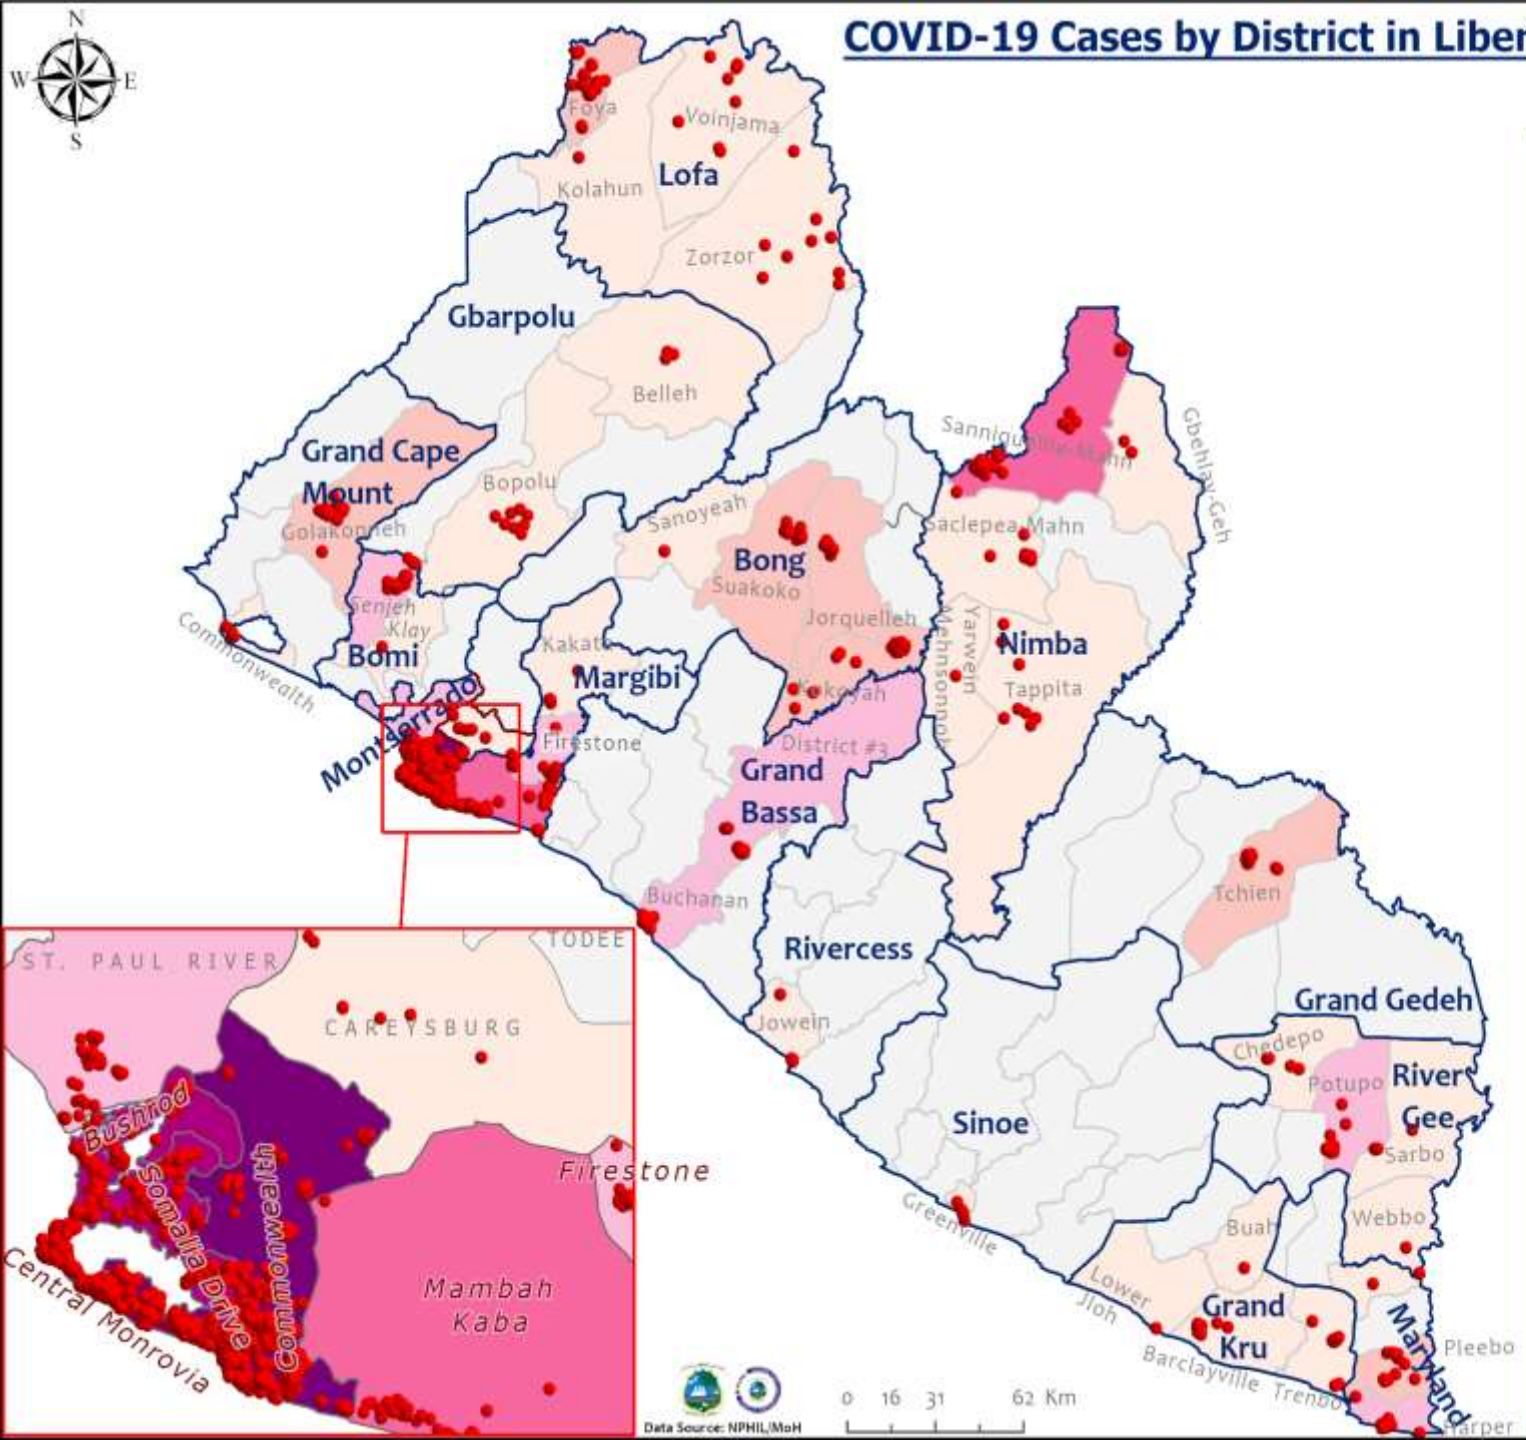 COVID-19 Cases by District in Liber
N
W E
S
Foya
Voinjama
Lofa
Kolahun
Zorzor
Gbarpolu
Belleh
Grand Cape
Mount
Golakonneh
Bopolu
Sanoyeah
Bong
Suakoko
Jorquelleh
Kokoyah
Sanniquellie-Mahn
Gbehlay-Geh
Saclepea Mahn
Mehnsonnoh
Yarwein
Nimba
Tappita
Senjeh
Klay
Bomi
Commonwealth
Kakata
Margibi
Montserrado
Firestone
District #3
Grand
Bassa
Buchanan
Tchien
Rivercess
Jowein
Grand Gedeh
Chedepo
Potupo
River
Gee
Sarbo
Sinoe
Greenville
Webbo
Buah
Lower
Jloh
Grand
Kru
Barclayville
Trenbo
Maryland
Pleebo
Harper
ST. PAUL RIVER
TODEE
CAREYSBURG
Bushrod
Somalia Drive
Commonwealth
Central Monrovia
Firestone
Mambah
Kaba
0 16 31 62 Km
Data Source: NPHIL/MoH